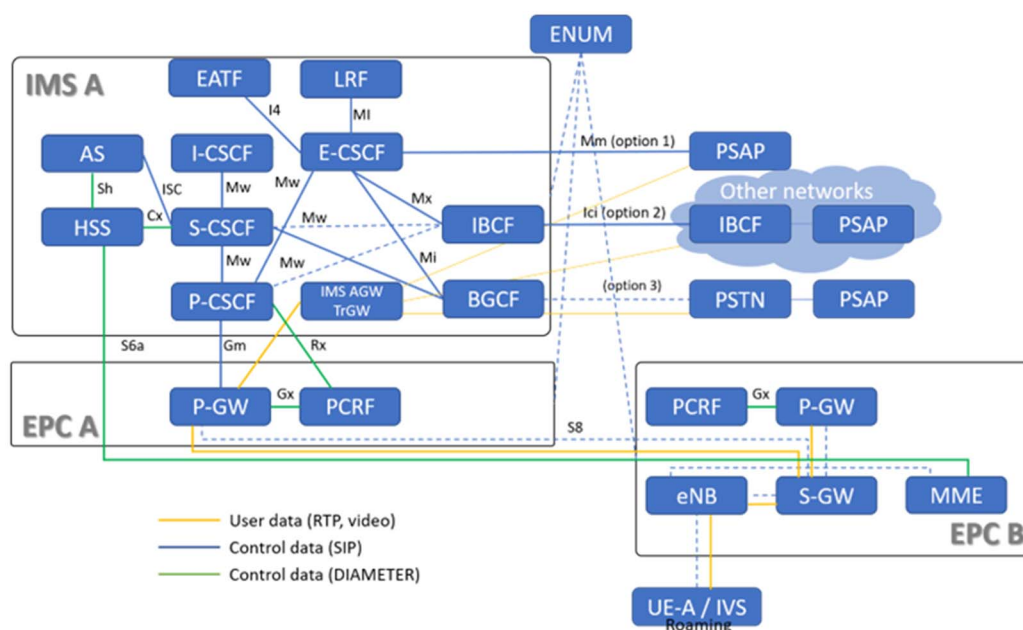 ENUM
IMS A
EATF
LRF
I4
MI
AS
I-CSCF
E-CSCF
Mm (option 1)
PSAP
Sh
ISC
Mw
Mw
Mx
Other networks
HSS
Cx
S-CSCF
Mw
IBCF
Ici (option 2)
IBCF
PSAP
Mw
Mw
Mi
P-CSCF
IMS AGW
TrGW
BGCF
(option 3)
PSTN
PSAP
S6a
Gm
Rx
P-GW
Gx
PCRF
EPC A
PCRF
Gx
P-GW
S8
eNB
S-GW
MME
EPC B
User data (RTP, video)
Control data (SIP)
Control data (DIAMETER)
UE-A / IVS
Roaming